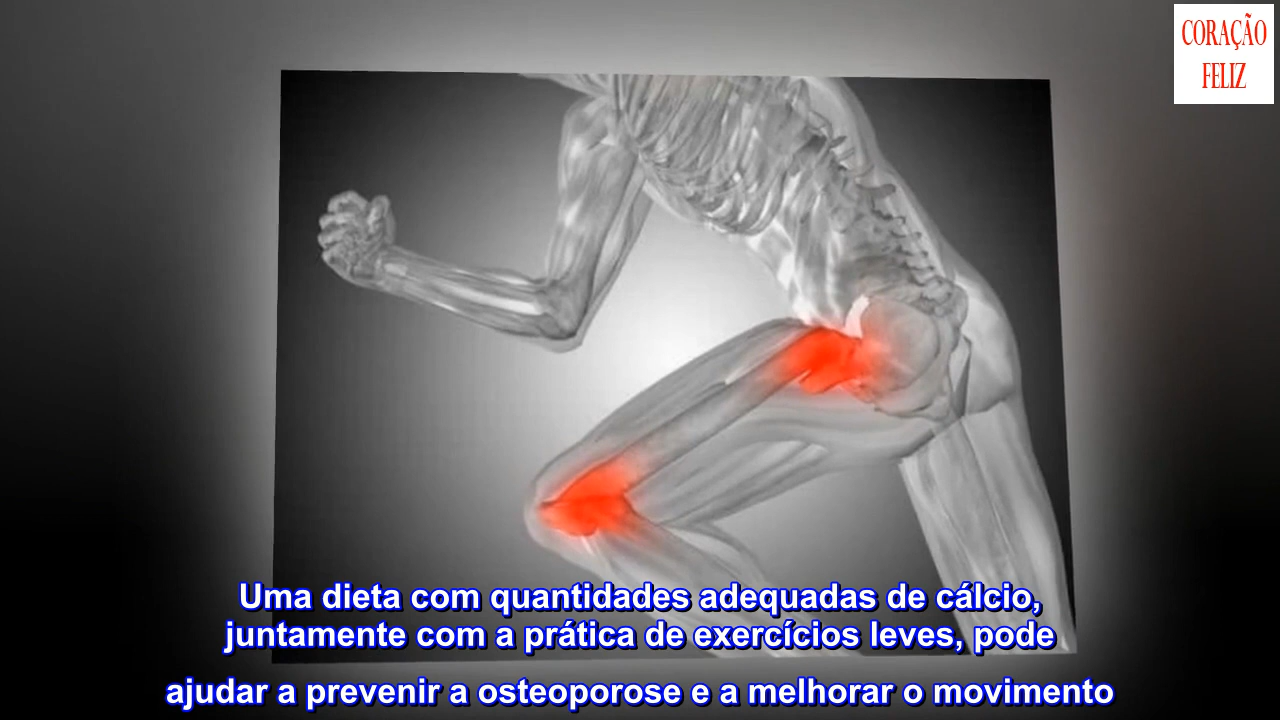 CORAÇÃO
FELIZ
Uma dieta com quantidades adequadas de cálcio,
juntamente com a prática de exercícios leves, pode
ajudar a prevenir a osteoporose e a melhorar o movimento